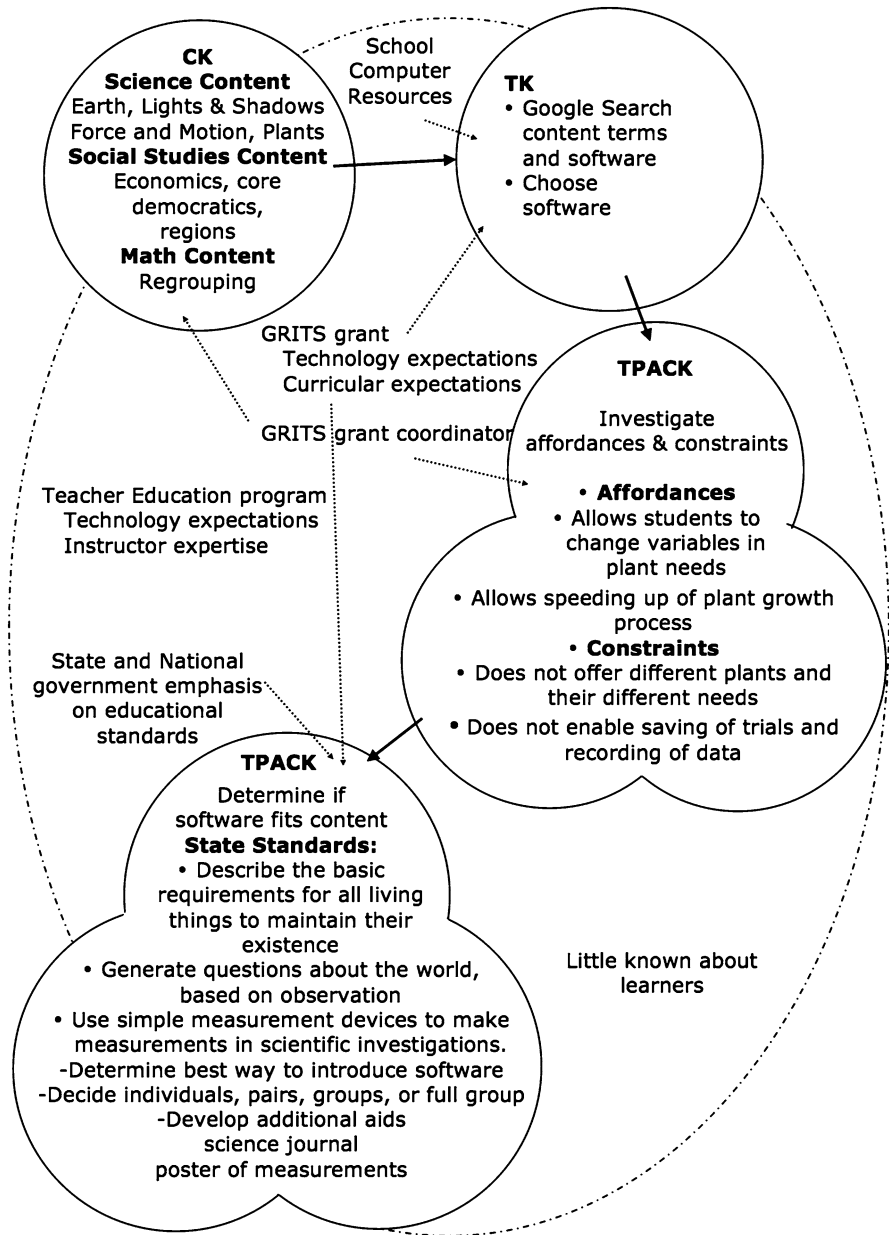 CK
Science Content
Earth, Lights & Shadows
Force and Motion, Plants
Social Studies Content
Economics, core
democratics,
regions
Math Content
Regrouping
School
Computer
Resources
TK
• Google Search
content terms
and software
• Choose
software
GRITS grant
Technology expectations
Curricular expectations
GRITS grant coordinator
TPACK
Investigate
affordances & constraints
• Affordances
• Allows students to
change variables in
plant needs
• Allows speeding up of plant growth
process
• Constraints
• Does not offer different plants and
their different needs
• Does not enable saving of trials and
recording of data
Teacher Education program
Technology expectations
Instructor expertise
State and National
government emphasis
on educational
standards
TPACK
Determine if
software fits content
State Standards:
• Describe the basic
requirements for all living
things to maintain their
existence
• Generate questions about the world,
based on observation
• Use simple measurement devices to make
measurements in scientific investigations.
-Determine best way to introduce software
-Decide individuals, pairs, groups, or full group
-Develop additional aids
science journal
poster of measurements
Little known about
learners